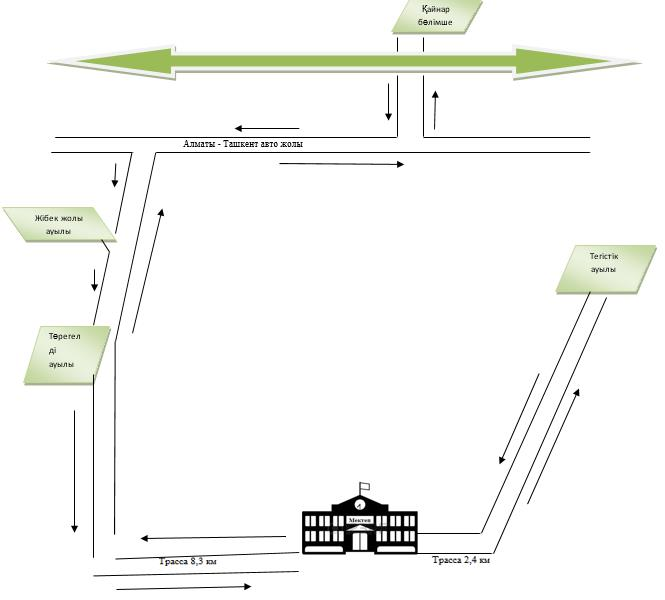 Қайнар
бөлімше
Алматы - Ташкент авто жолы
Жібек жолы
ауылы
Тегістік
ауылы
Төрегел
ді
ауылы
Мектеп
Трасса 8,3 км
Трасса 2,4 км